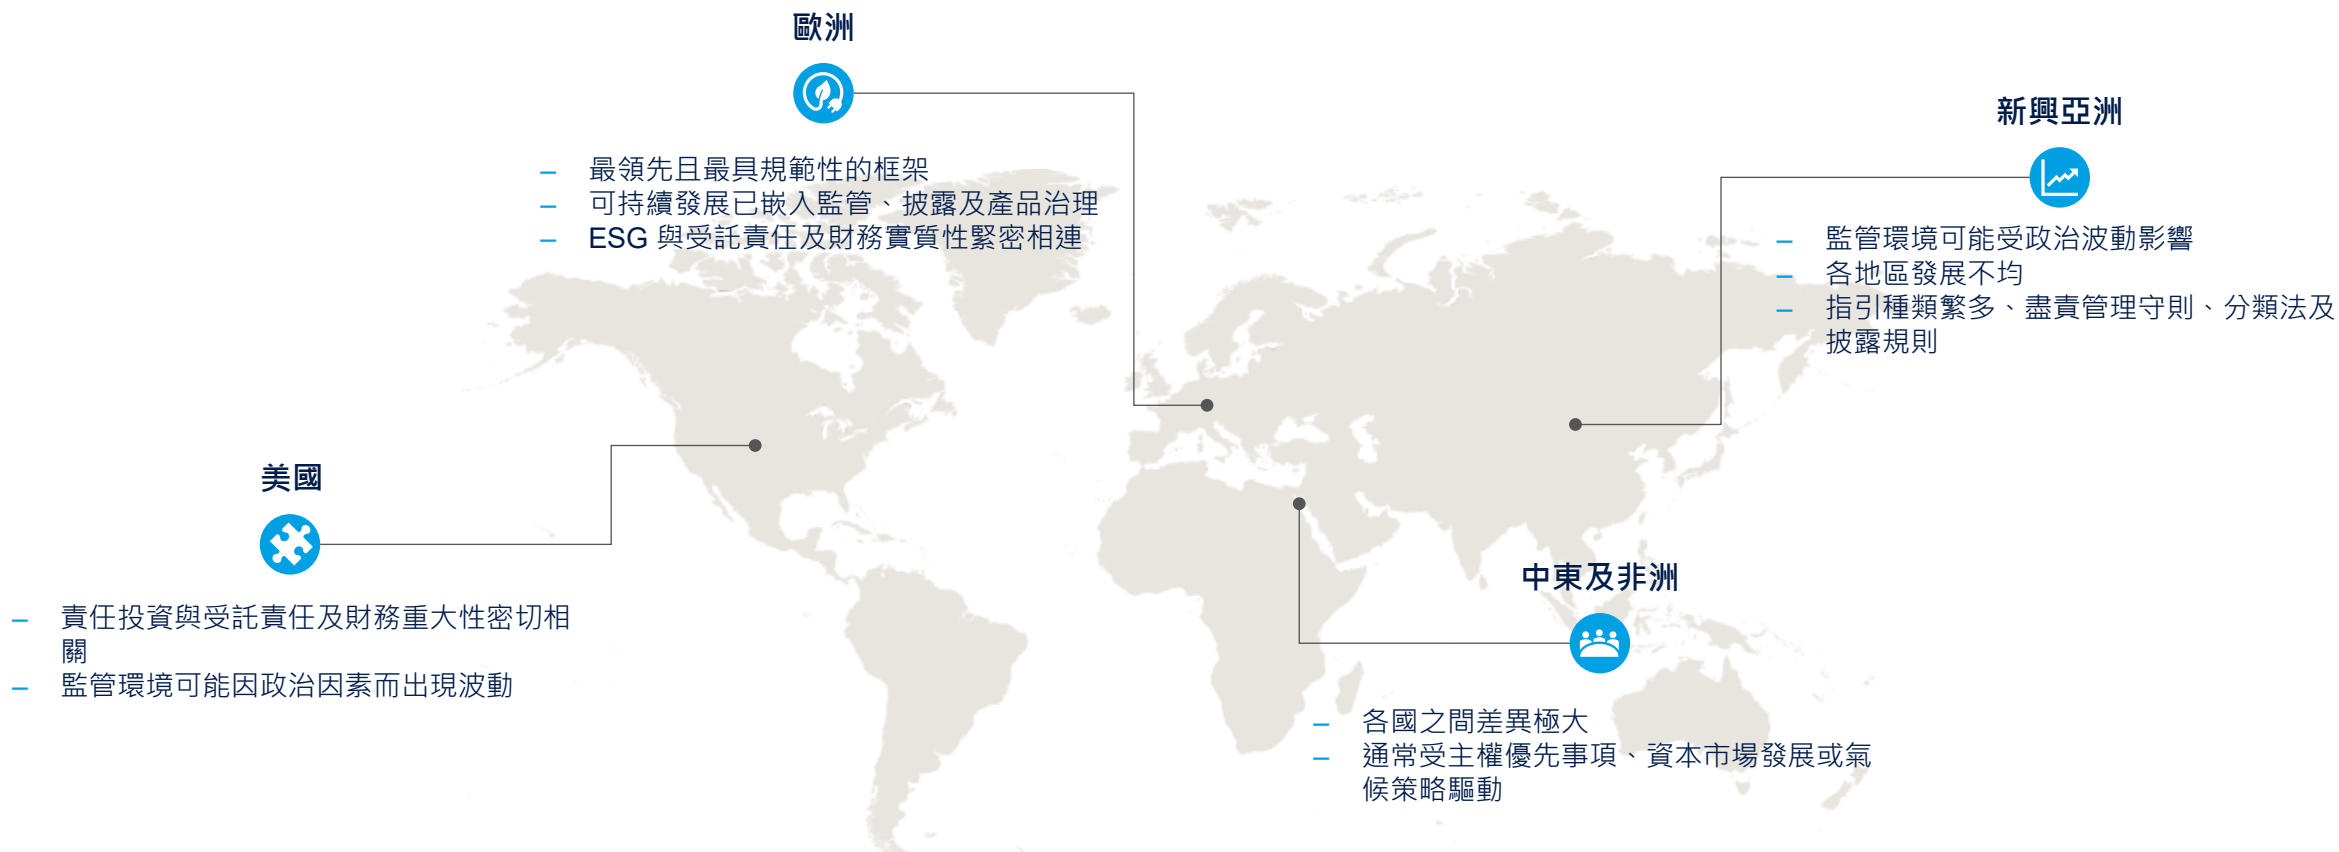 歐洲
– 最領先且最具規範性的框架
– 可持續發展已嵌入監管、披露及產品治理
– ESG 與受託責任及財務實質性緊密相連
新興亞洲
– 監管環境可能受政治波動影響
– 各地區發展不均
– 指引種類繁多、盡責管理守則、分類法及
披露規則
美國
– 責任投資與受託責任及財務重大性密切相
關
– 監管環境可能因政治因素而出現波動
中東及非洲
– 各國之間差異極大
– 通常受主權優先事項、資本市場發展或氣
候策略驅動